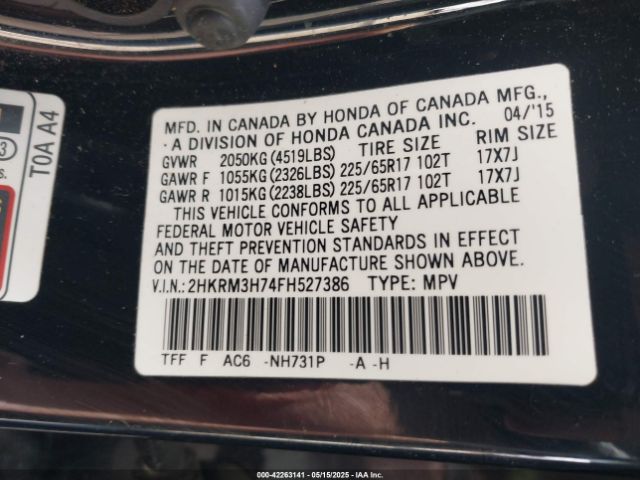 MFD. IN CANADA BY HONDA OF CANADA MFG.,
· A DIVISION OF HONDA CANADA INC. 04/'15
GVWR 2050KG(4519LBS) TIRE SIZE RIM SIZE
GAWR F 1055KG(2326LBS) 225/65R17 102T 17X7J
GAWR R 1015KG(2238LBS) 225/65R17 102T 17X7J
THIS VEHICLE CONFORMS TO ALL APPLICABLE
FEDERAL MOTOR VEHICLE SAFETY
AND THEFT PREVENTION STANDARDS IN EFFECT
ON THE DATE OF MANUFACTURE SHOWN ABOVE.
V.I.N.: 2HKRM3H74FH527386 TYPE: MPV
TFF F AC6 -NH731P -A -H
T0A A4
3
s.
000-42263141 - 05/15/2025 - IAA Inc.